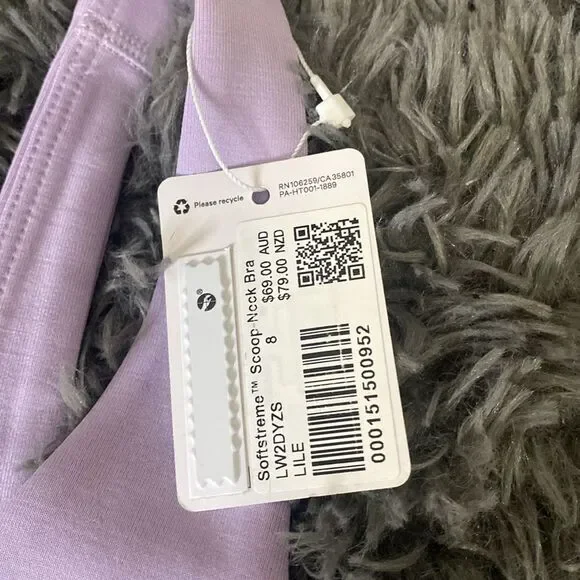 Please recycle
RN106259/CA35801
PA-HT001-1889
Softstreme™ Scoop-Neck Bra
$69.00 AUD
$79.00 NZD
LW2DYZS 8
LILE
000151500952
®